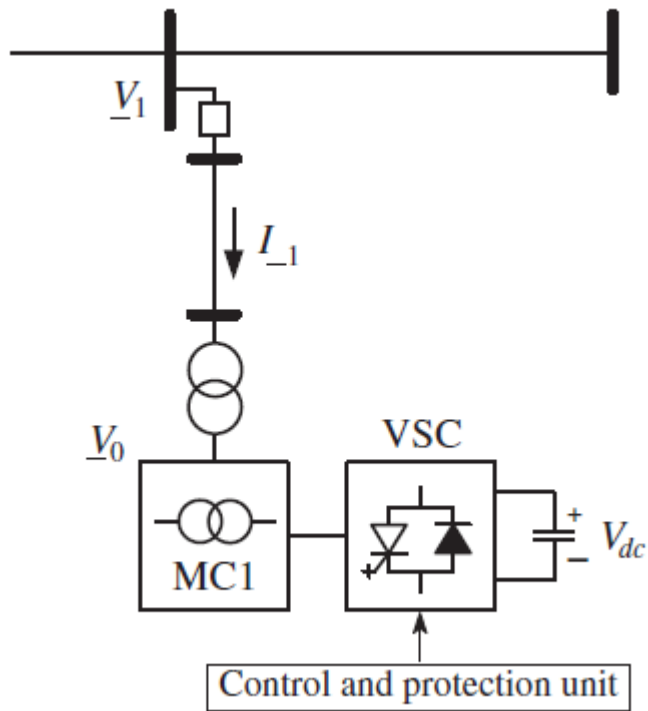 V1
I_1
V0
VSC
MC1
+
−
Vdc
Control and protection unit